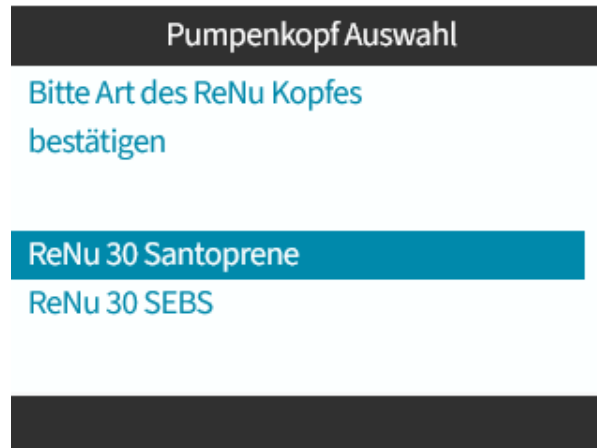 Pumpenkopf Auswahl
Bitte Art des ReNu Kopfes
bestätigen
ReNu 30 Santoprene
ReNu 30 SEBS